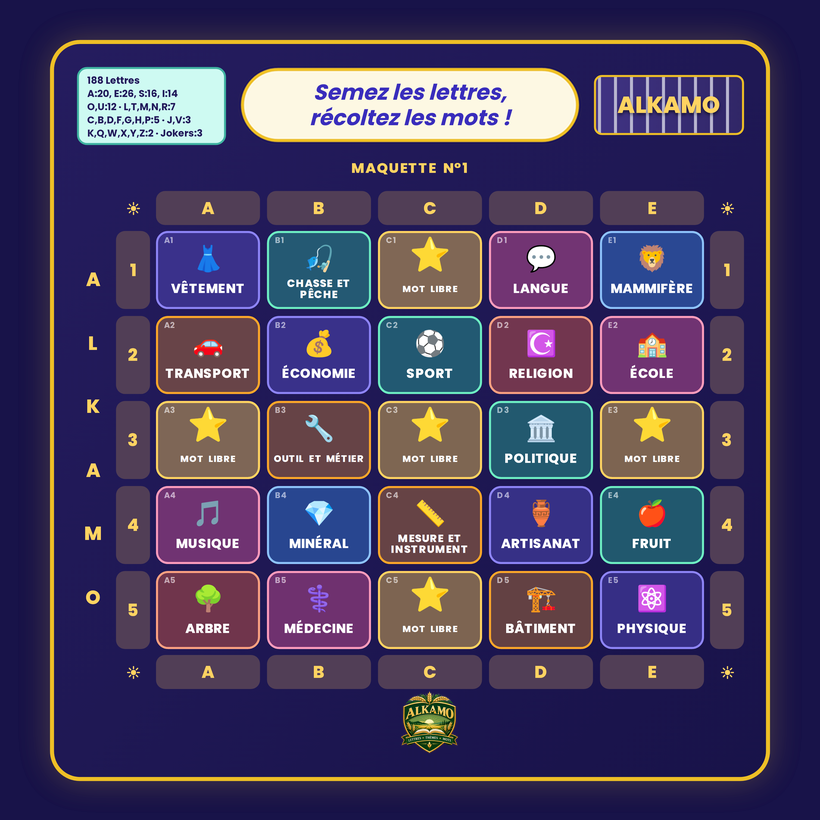 188 Lettres
A:20, E:26, S:16, I:14
O,U:12 · L,T,M,N,R:7
C,B,D,F,G,H,P:5 · J,V:3
K,Q,W,X,Y,Z:2 · Jokers:3
Semez les lettres,
récoltez les mots !
ALKAMO
MAQUETTE N°1
A B C D E
A
L
K
A
M
O
1
A1 VÊTEMENT
B1 CHASSE ET
PÊCHE
C1 MOT LIBRE
D1 LANGUE
E1 MAMMIFÈRE
1
2
A2 TRANSPORT
B2 ÉCONOMIE
C2 SPORT
D2 RELIGION
E2 ÉCOLE
2
3
A3 MOT LIBRE
B3 OUTIL ET MÉTIER
C3 MOT LIBRE
D3 POLITIQUE
E3 MOT LIBRE
3
4
A4 MUSIQUE
B4 MINÉRAL
C4 MESURE ET
INSTRUMENT
D4 ARTISANAT
E4 FRUIT
4
5
A5 ARBRE
B5 MÉDECINE
C5 MOT LIBRE
D5 BÂTIMENT
E5 PHYSIQUE
5
A B C D E
ALKAMO